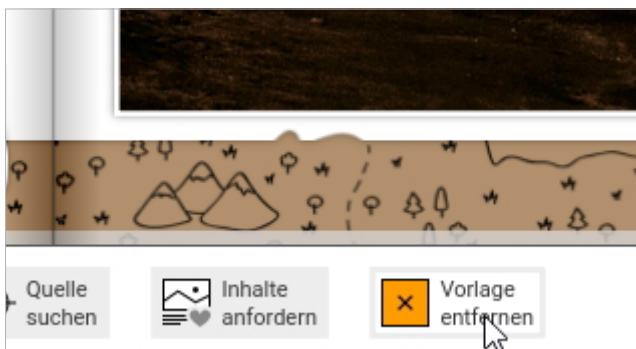 Quelle
suchen
Inhalte
anfordern
Vorlage
entfernen